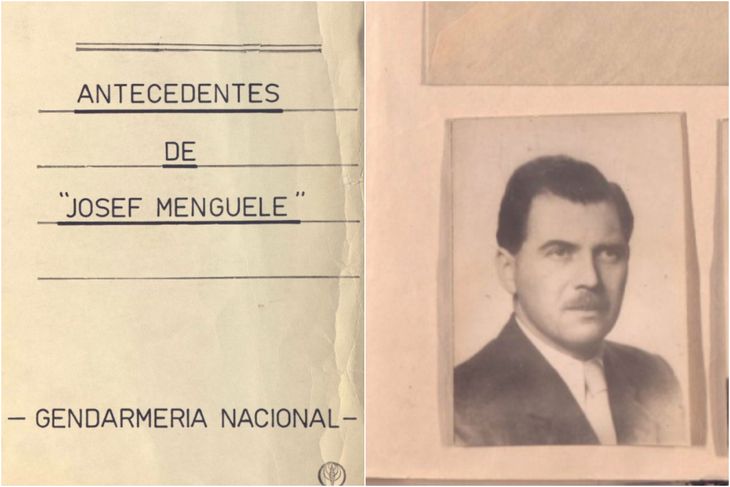 ANTECEDENTES
DE
"JOSEF MENGUELE"
— GENDARMERIA NACIONAL —